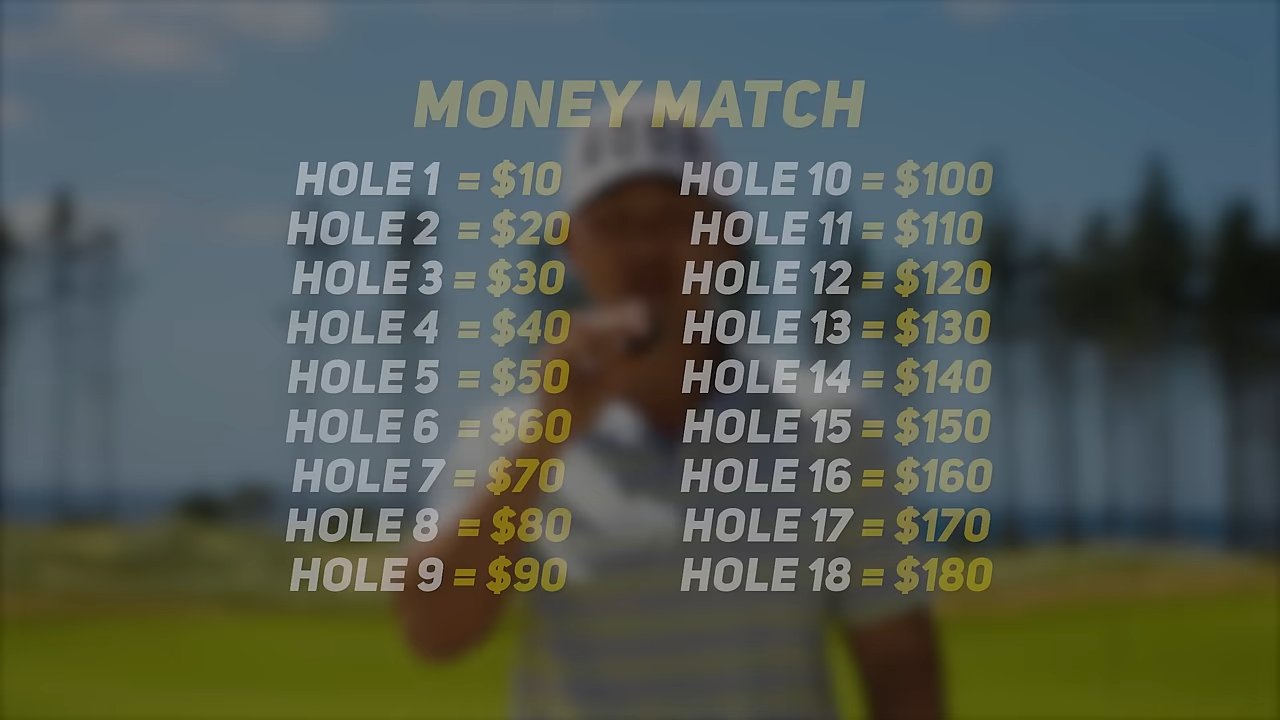 MONEY MATCH
HOLE 1 = $10
HOLE 2 = $20
HOLE 3 = $30
HOLE 4 = $40
HOLE 5 = $50
HOLE 6 = $60
HOLE 7 = $70
HOLE 8 = $80
HOLE 9 = $90
HOLE 10 = $100
HOLE 11 = $110
HOLE 12 = $120
HOLE 13 = $130
HOLE 14 = $140
HOLE 15 = $150
HOLE 16 = $160
HOLE 17 = $170
HOLE 18 = $180